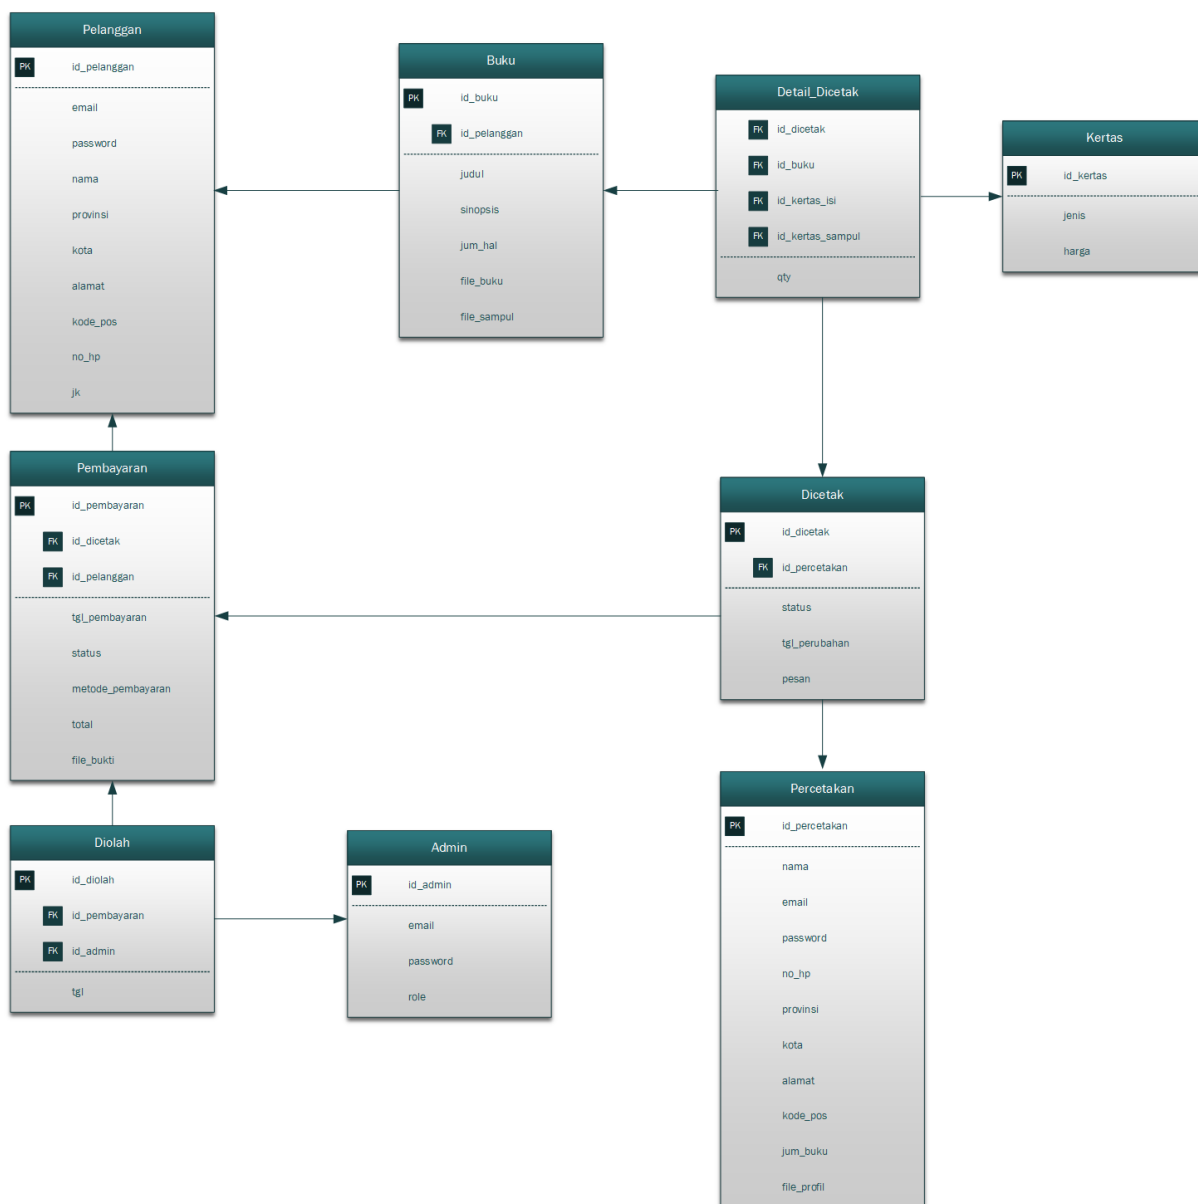 Pelanggan
PK id_pelanggan
email
password
nama
provinsi
kota
alamat
kode_pos
no_hp
jk
Buku
PK id_buku
FK id_pelanggan
judul
sinopsis
jum_hal
file_buku
file_sampul
Detail_Dicetak
FK id_dicetak
FK id_buku
FK id_kertas_isi
FK id_kertas_sampul
qty
Kertas
PK id_kertas
jenis
harga
Pembayaran
PK id_pembayaran
FK id_dicetak
FK id_pelanggan
tgl_pembayaran
status
metode_pembayaran
total
file_bukti
Dicetak
PK id_dicetak
FK id_percetakan
status
tgl_perubahan
pesan
Diolah
PK id_diolah
FK id_pembayaran
FK id_admin
tgl
Admin
PK id_admin
email
password
role
Percetakan
PK id_percetakan
nama
email
password
no_hp
provinsi
kota
alamat
kode_pos
jum_buku
file_profil